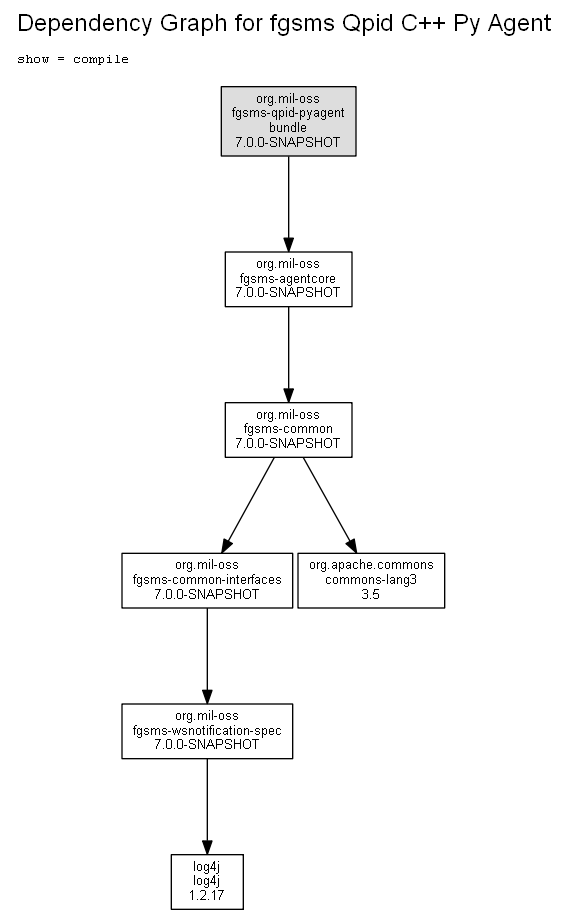 Dependency Graph for fgsms Qpid C++ Py Agent
show = compile
org.mil-oss
fgsms-qpid-pyagent
bundle
7.0.0-SNAPSHOT
org.mil-oss
fgsms-agentcore
7.0.0-SNAPSHOT
org.mil-oss
fgsms-common
7.0.0-SNAPSHOT
org.mil-oss
fgsms-common-interfaces
7.0.0-SNAPSHOT
org.apache.commons
commons-lang3
3.5
org.mil-oss
fgsms-wsnotification-spec
7.0.0-SNAPSHOT
log4j
log4j
1.2.17